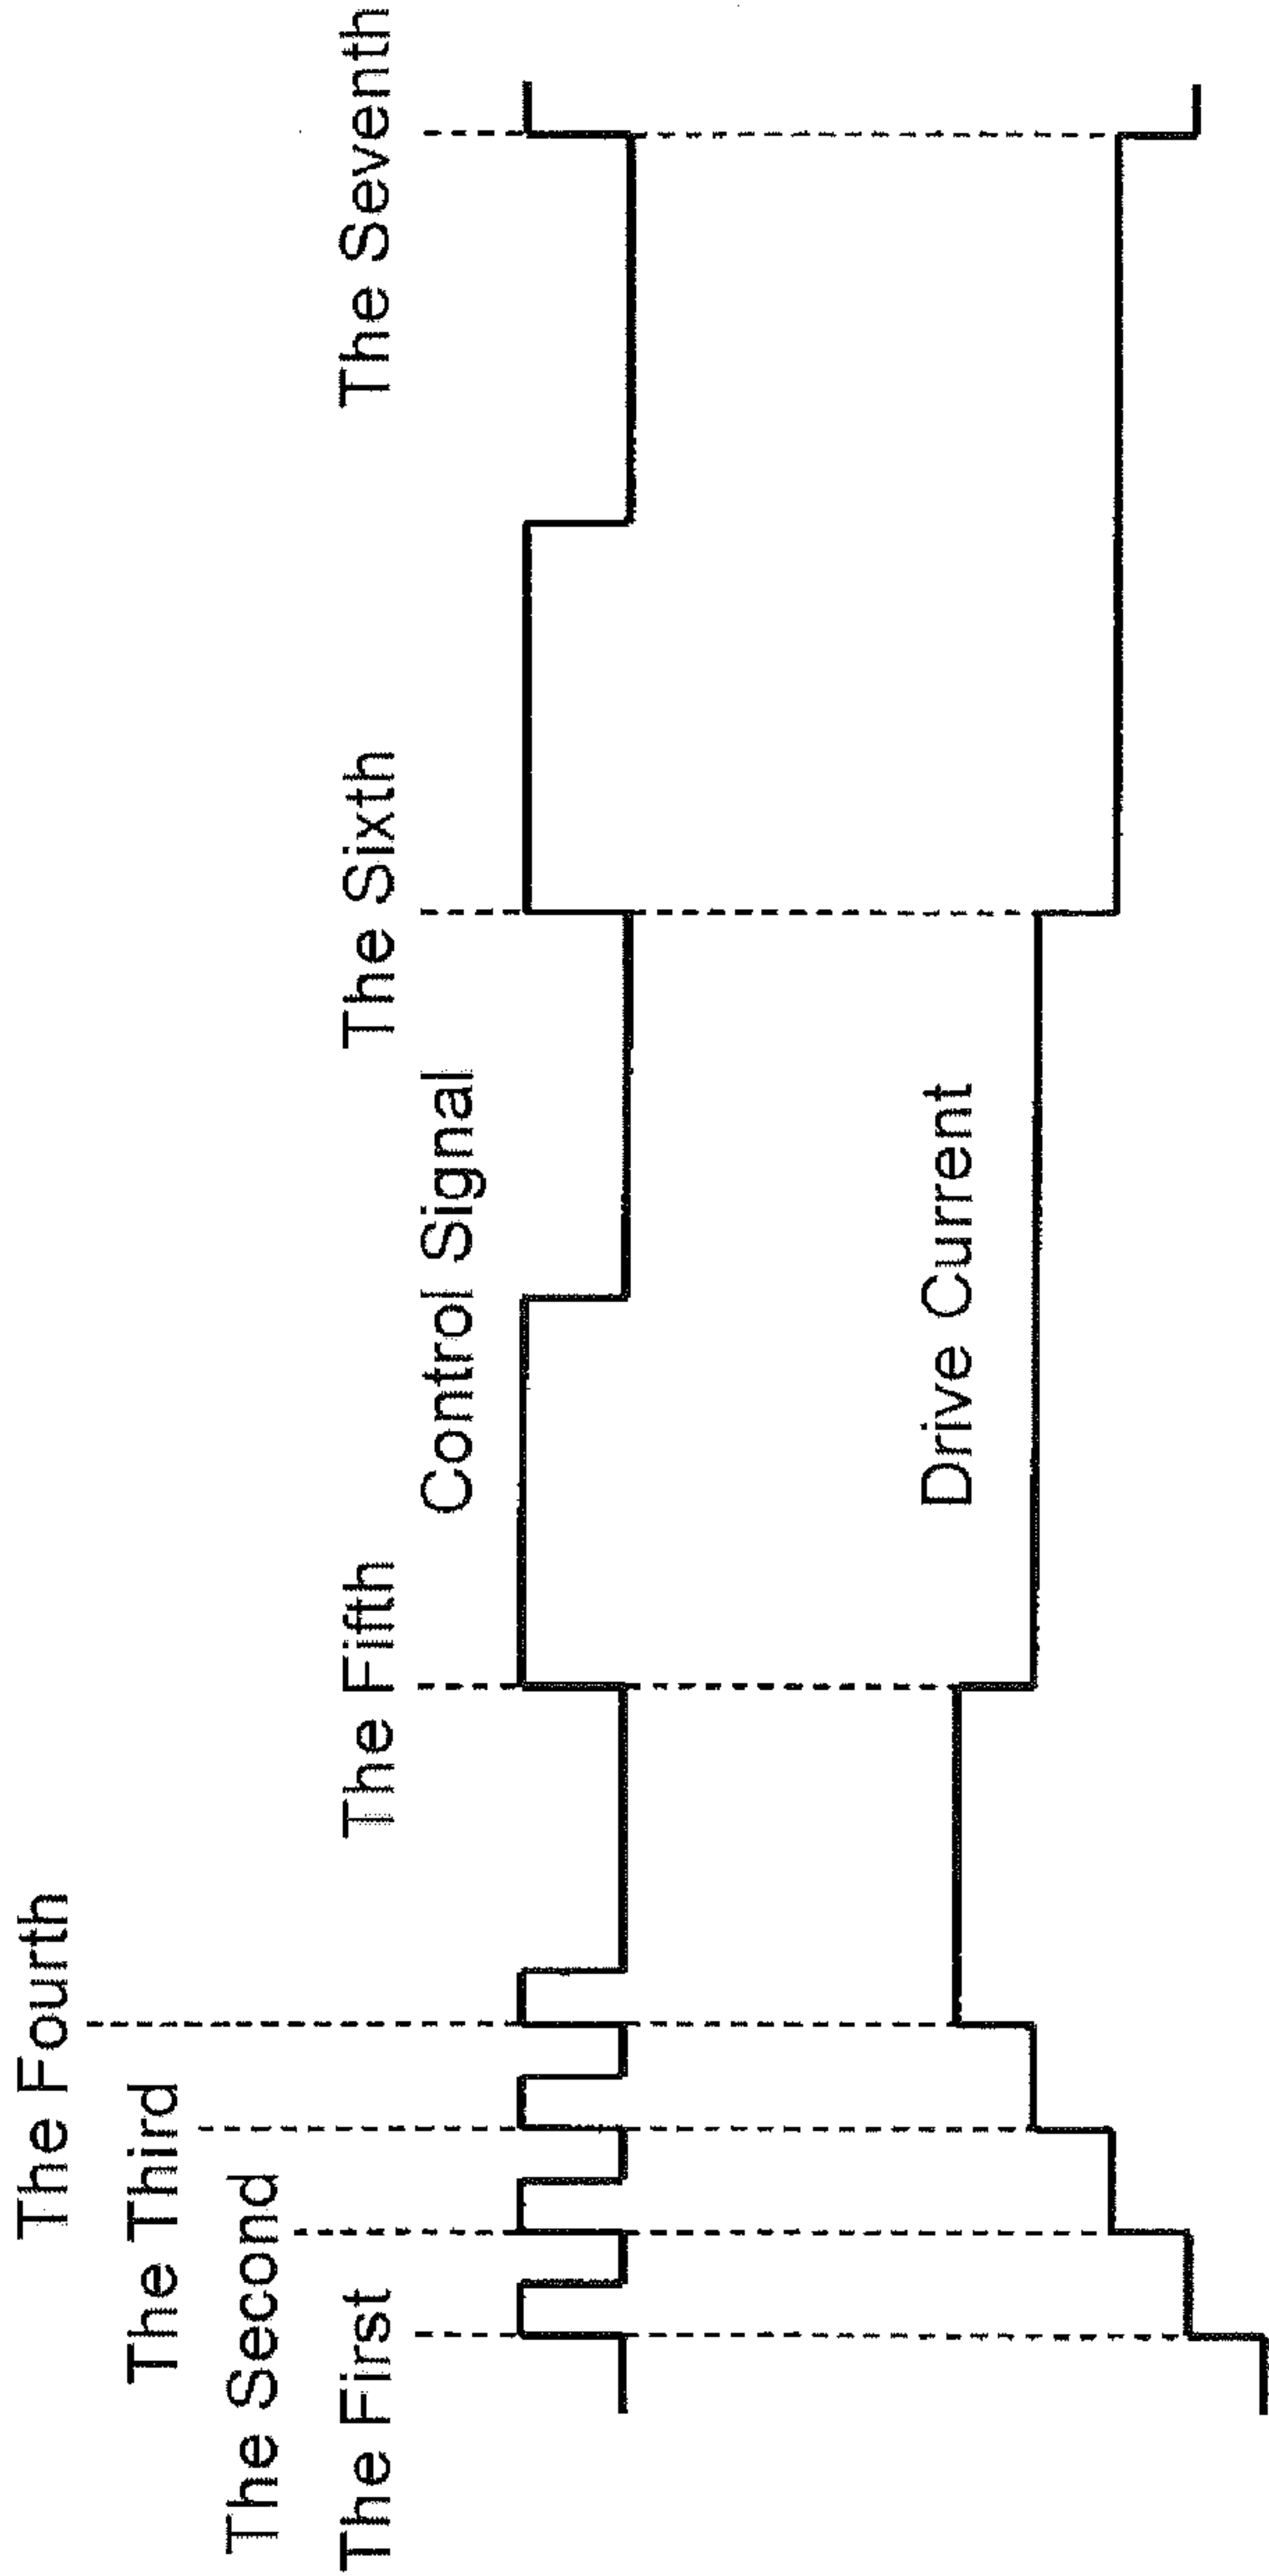 The Fourth
The Third
The Second
The First
The Fifth
The Sixth
The Seventh
Control Signal
Drive Current